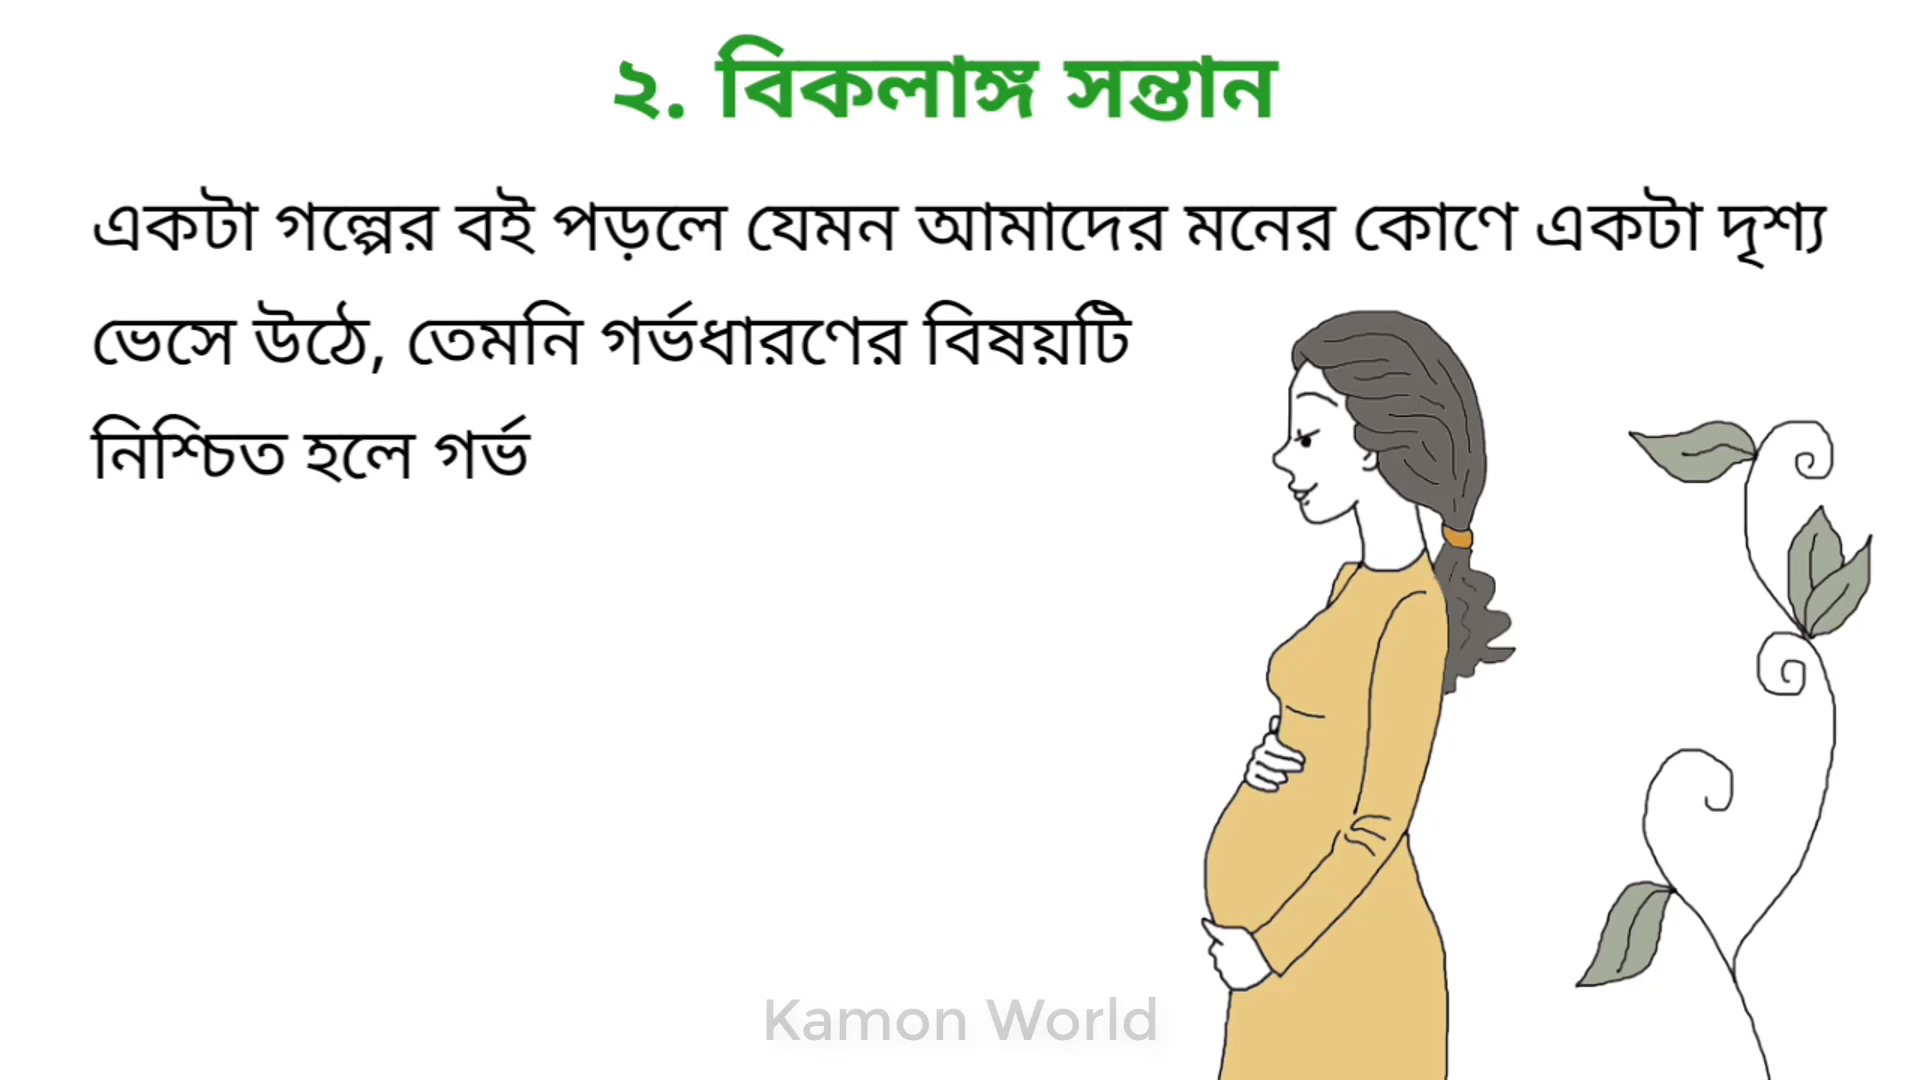 ২. বিকলাঙ্গ সন্তান
একটা গল্পের বই পড়লে যেমন আমাদের মনের কোণে একটা দৃশ্য
ভেসে উঠে, তেমনি গর্ভধারণের বিষয়টি
নিশ্চিত হলে গর্ভ
Kamon World